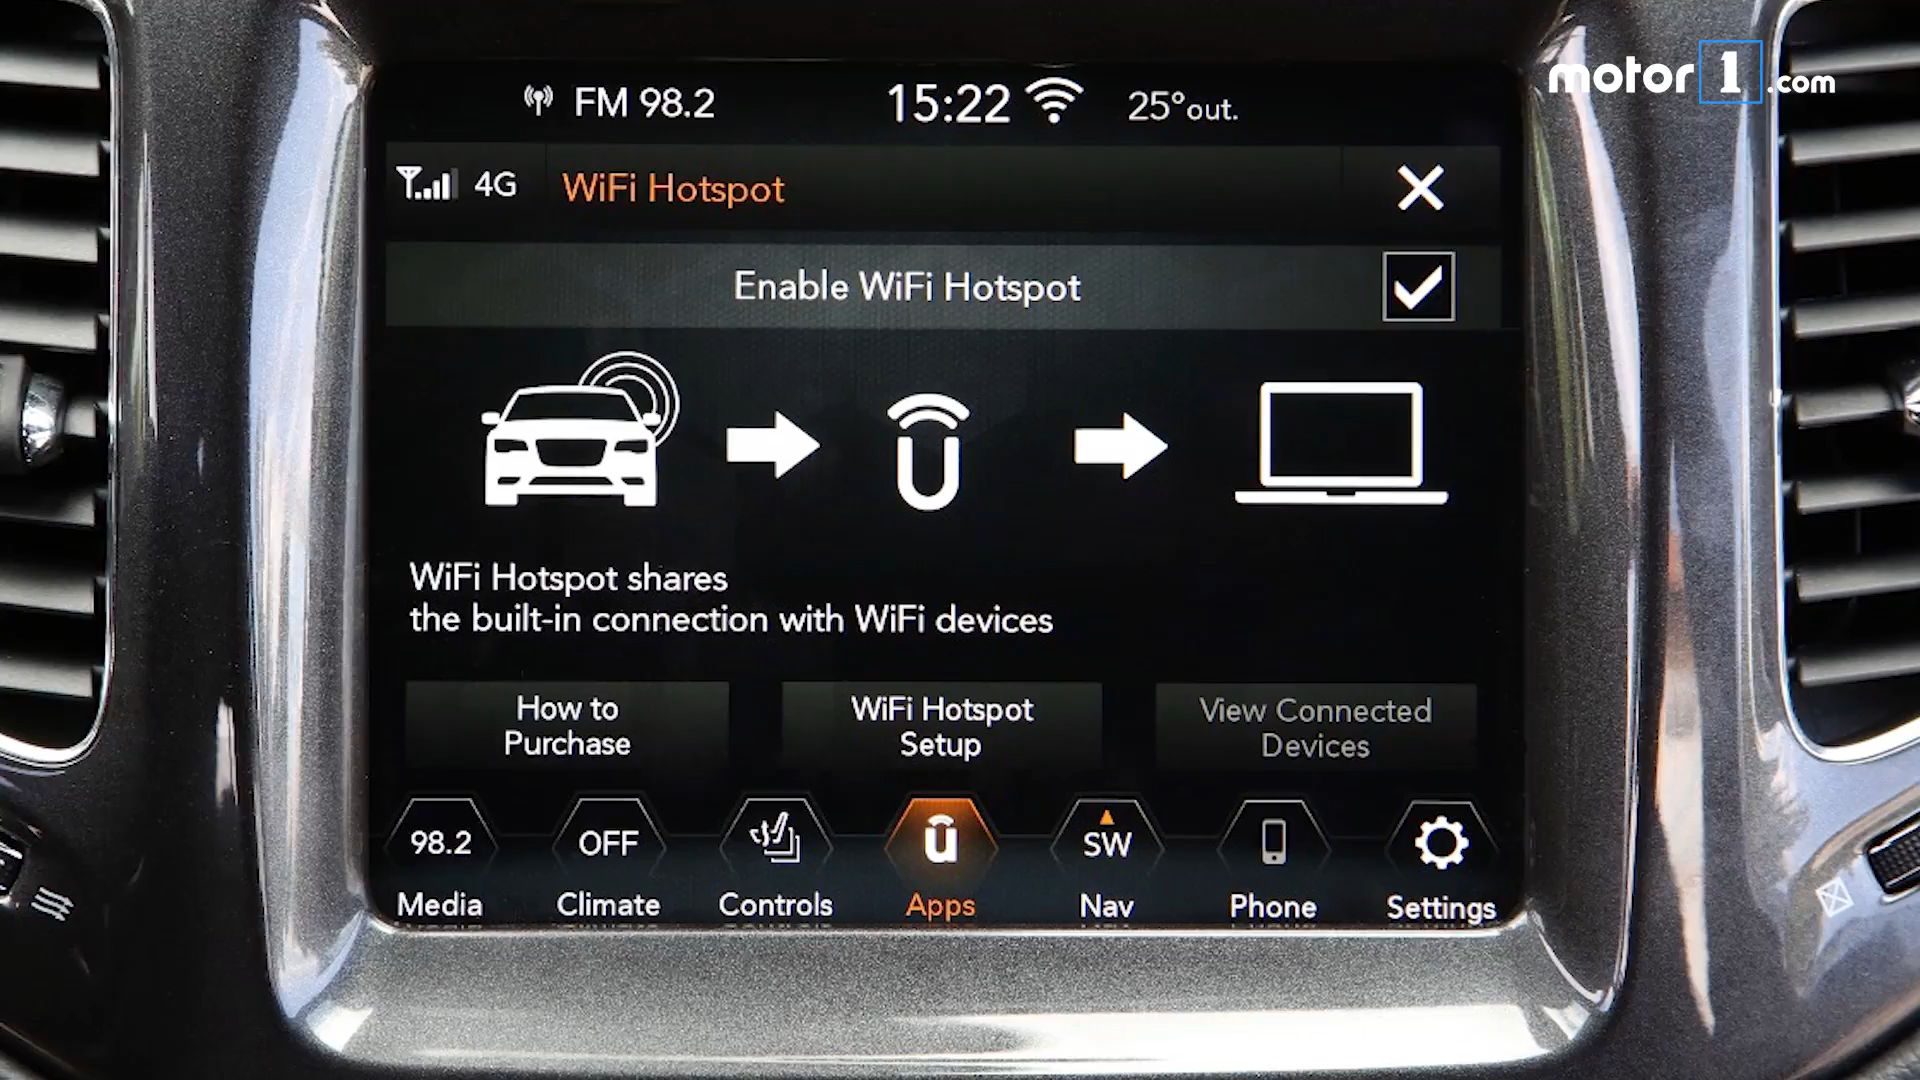 FM 98.2
15:22
25°out.
motor1.com
4G
WiFi Hotspot
Enable WiFi Hotspot
WiFi Hotspot shares
the built-in connection with WiFi devices
How to
Purchase
WiFi Hotspot
Setup
View Connected
Devices
98.2
OFF
SW
Media
Climate
Controls
Apps
Nav
Phone
Settings